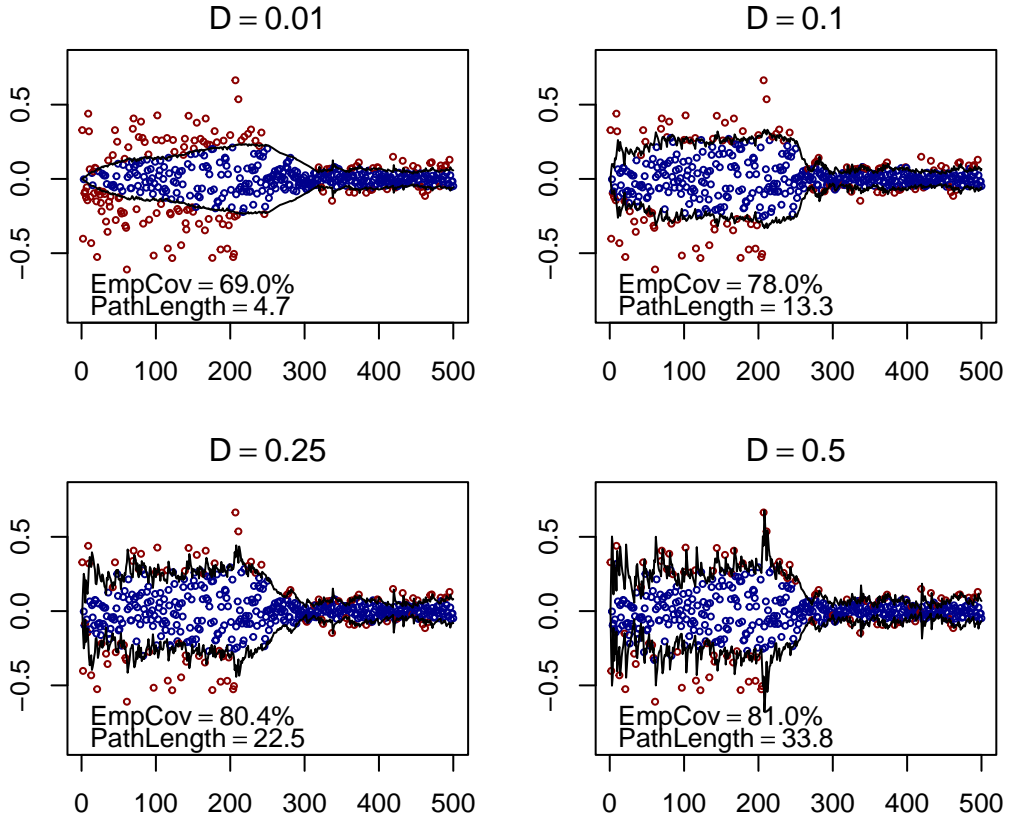 D = 0.01
0.5
0.0
−0.5
EmpCov = 69.0%
PathLength = 4.7
0 100 200 300 400 500
D = 0.1
0.5
0.0
−0.5
EmpCov = 78.0%
PathLength = 13.3
0 100 200 300 400 500
D = 0.25
0.5
0.0
−0.5
EmpCov = 80.4%
PathLength = 22.5
0 100 200 300 400 500
D = 0.5
0.5
0.0
−0.5
EmpCov = 81.0%
PathLength = 33.8
0 100 200 300 400 500